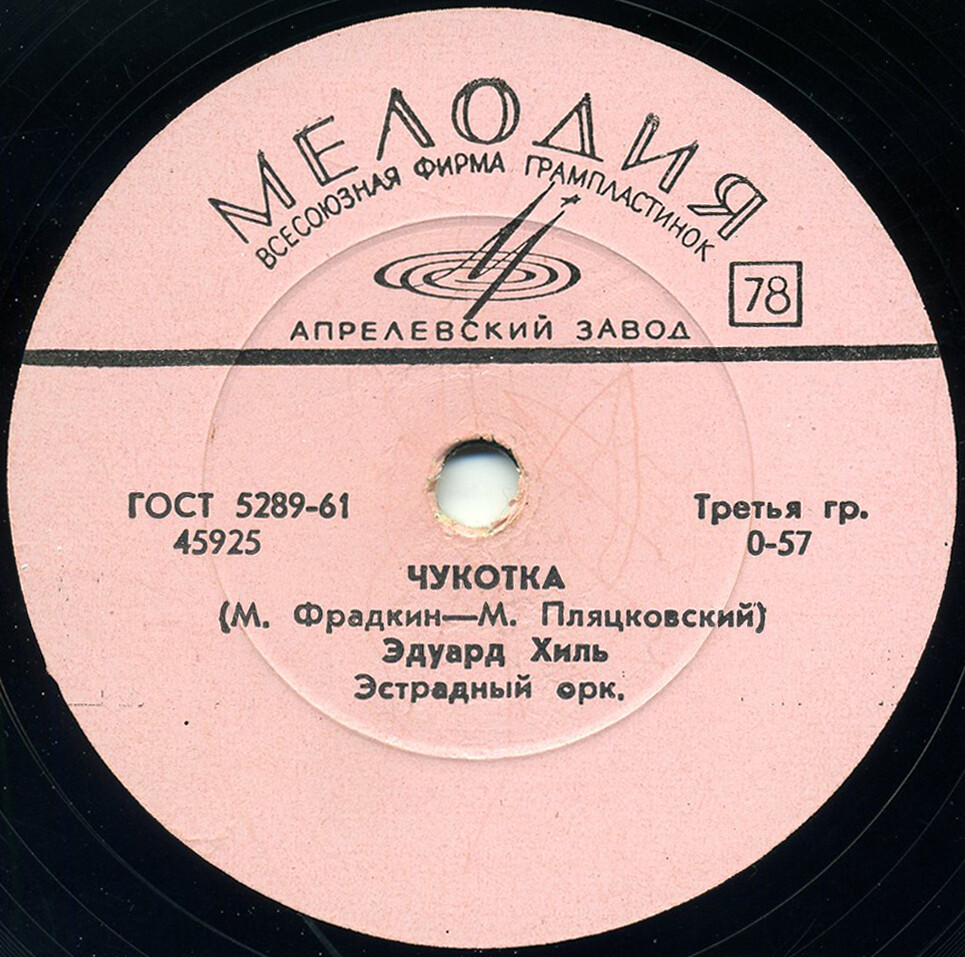 МЕЛОДИЯ
ВСЕСОЮЗНАЯ ФИРМА ГРАМПЛАСТИНОК
78
АПРЕЛЕВСКИЙ ЗАВОД
ГОСТ 5289-61
45925
Третья гр.
0-57
ЧУКОТКА
(М. Фрадкин—М. Пляцковский)
Эдуард Хиль
Эстрадный орк.